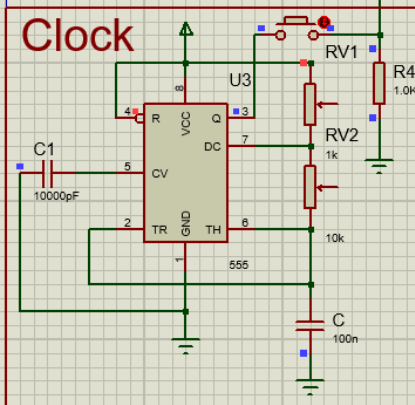 Clock
RV1
U3
R4
1.0K
8
4
R
VCC
Q
3
RV2
DC
7
1k
C1
5
CV
10000pF
2
TR
GND
TH
6
10k
1
555
C
100n